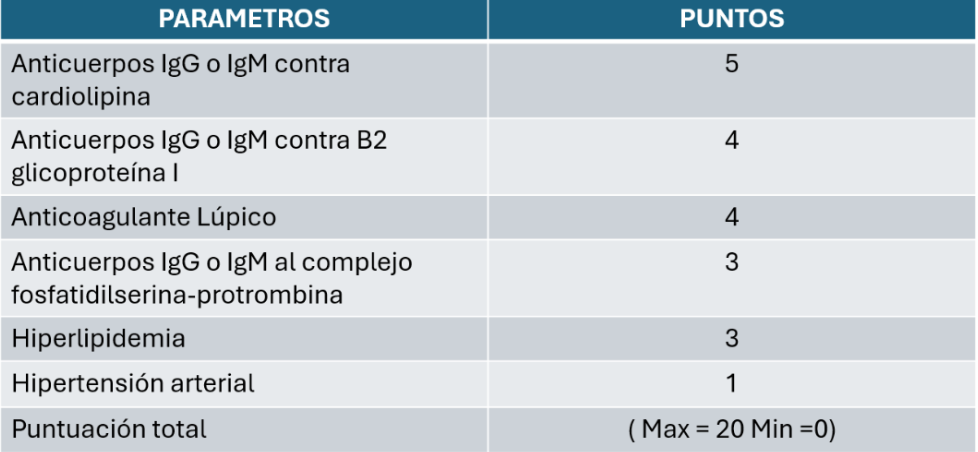 PARAMETROS
PUNTOS
Anticuerpos IgG o IgM contra
cardiolipina
5
Anticuerpos IgG o IgM contra B2
glicoproteína I
4
Anticoagulante Lúpico
4
Anticuerpos IgG o IgM al complejo
fosfatidilserina-protrombina
3
Hiperlipidemia
3
Hipertensión arterial
1
Puntuación total
( Max = 20 Min =0)